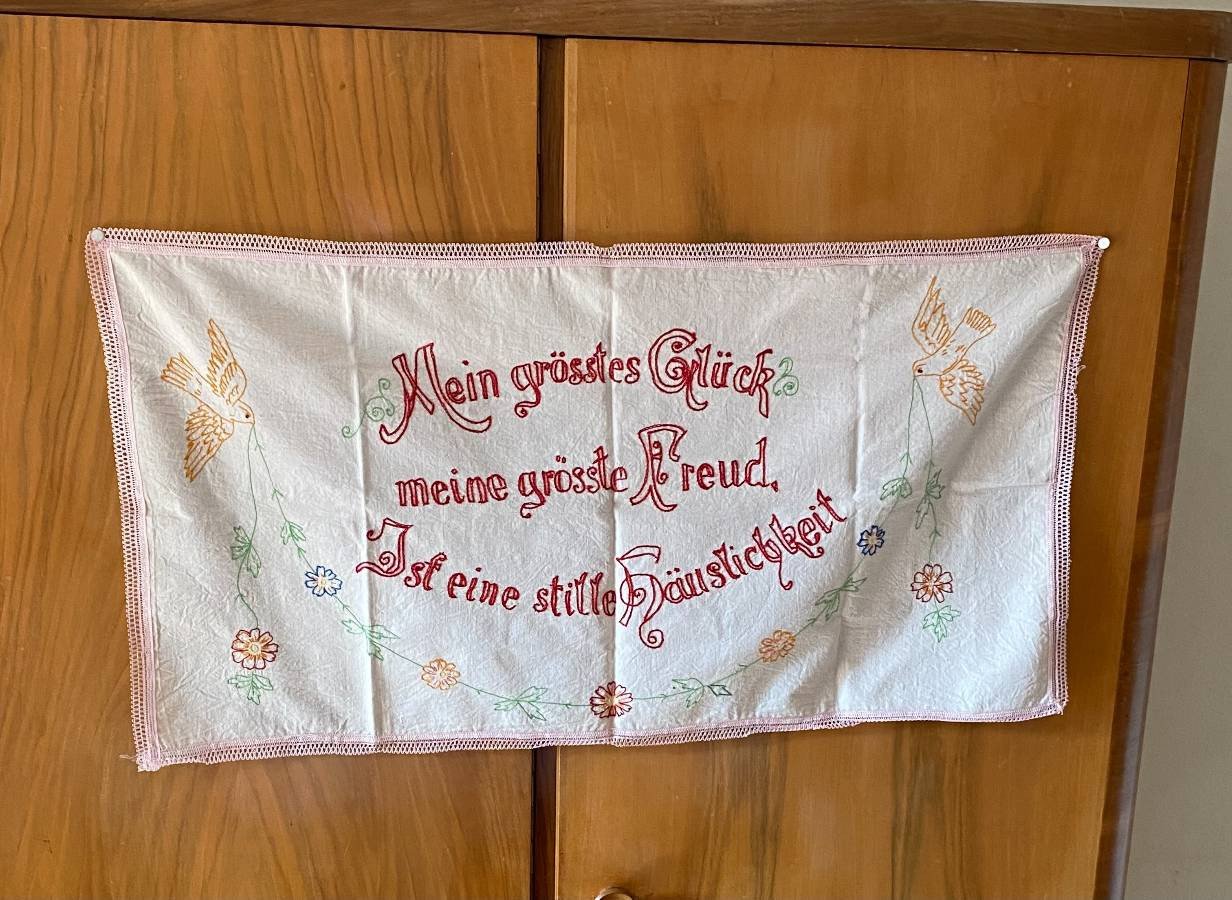 Mein grösstes Glück
meine grösste Freud,
Ist eine stille Häuslichkeit